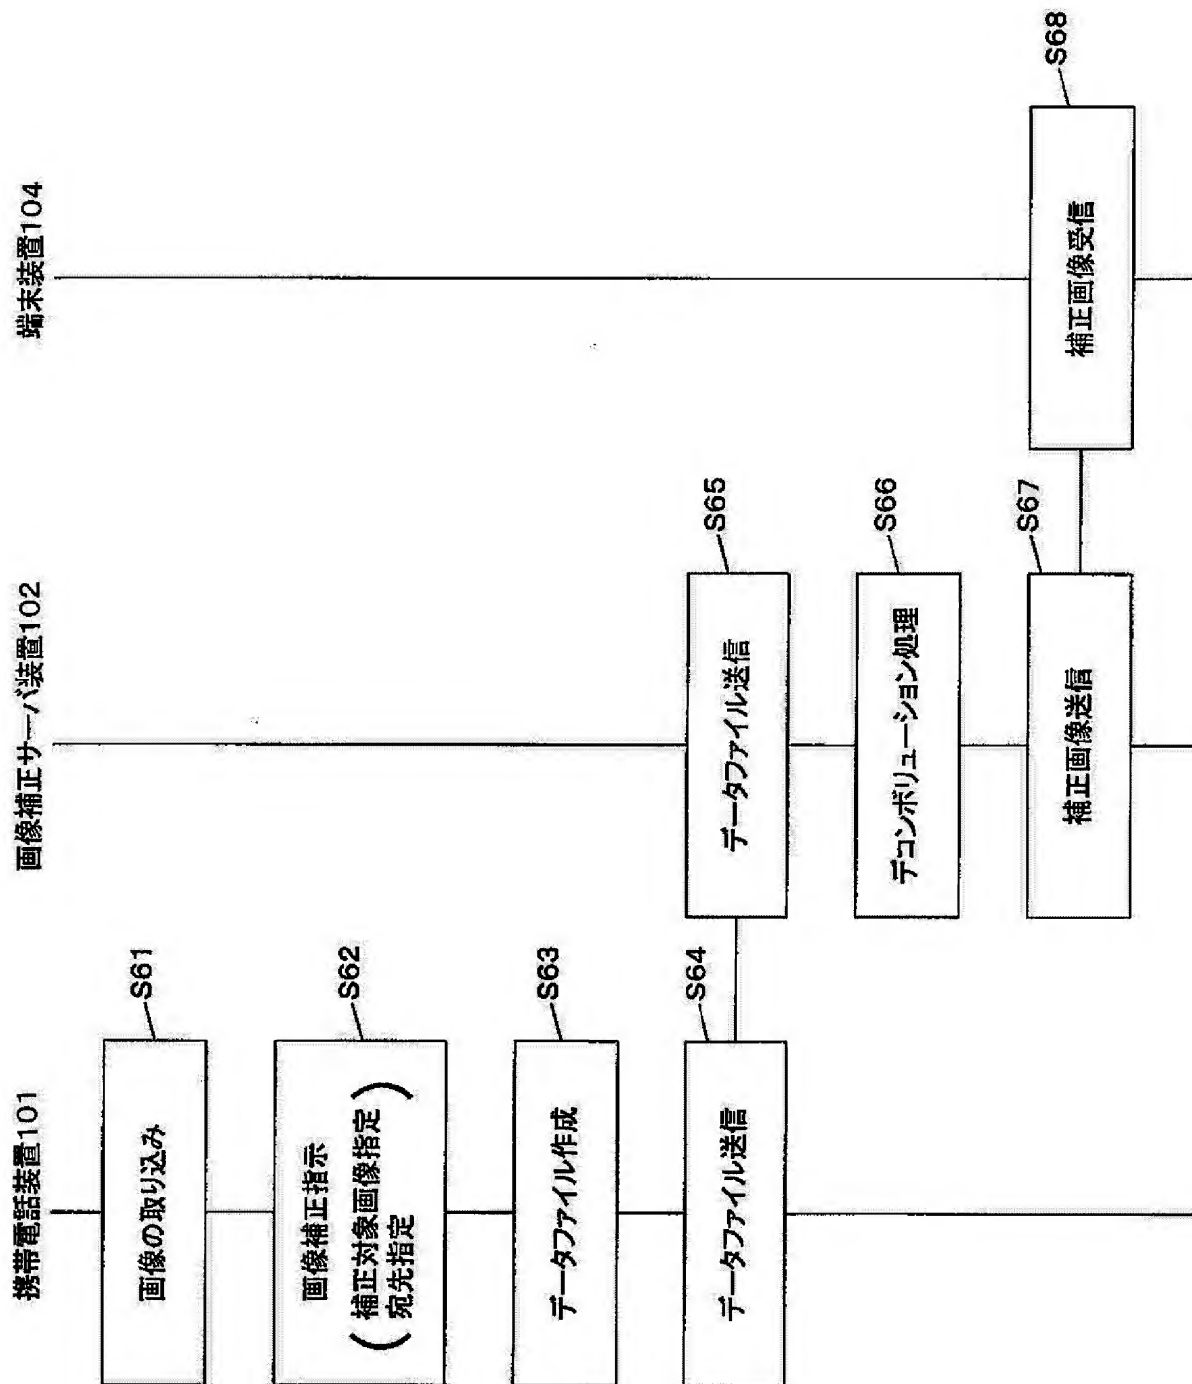 携帯電話装置101
画像の取り込み
S61
画像補正指示
(補正対象画像指定
宛先指定)
S62
データファイル作成
S63
データファイル送信
S64
画像補正サーバ装置102
データファイル送信
S65
デコンボリューション処理
S66
補正画像送信
S67
端末装置104
補正画像受信
S68